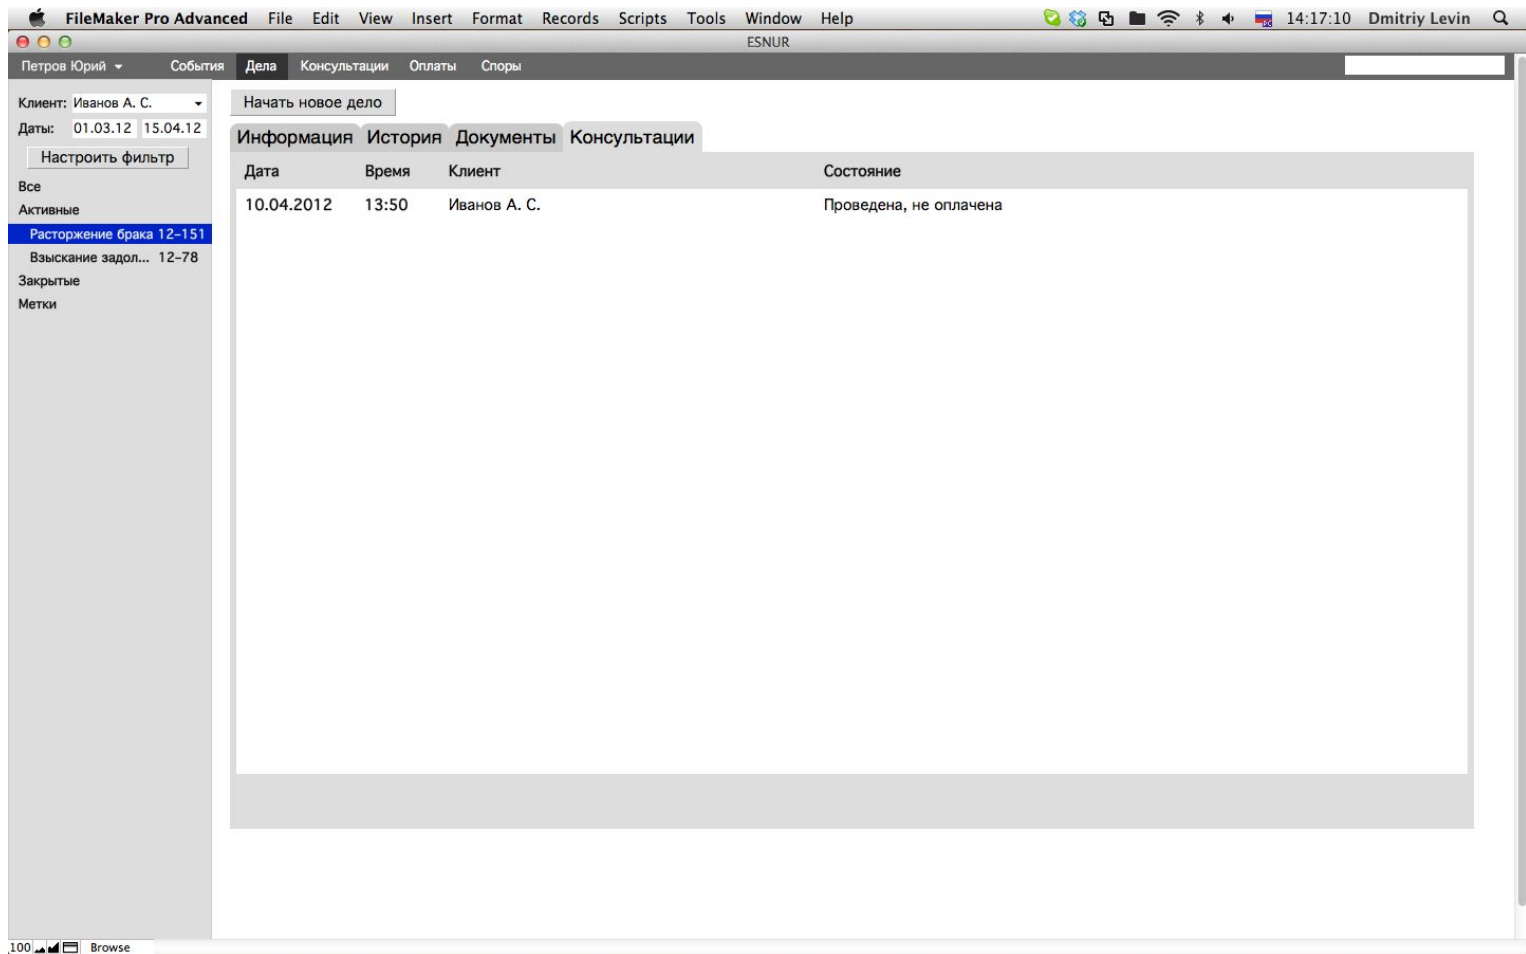 FileMaker Pro Advanced File Edit View Insert Format Records Scripts Tools Window Help 14:17:10 Dmitriy Levin
ESNUR
Петров Юрий События Дела Консультации Оплаты Споры
Клиент: Иванов А. С. Начать новое дело
Даты: 01.03.12 15.04.12 Информация История Документы Консультации
Настроить фильтр
Дата Время Клиент Состояние
Все
10.04.2012 13:50 Иванов А. С. Проведена, не оплачена
Активные
Расторжение брака 12-151
Взыскание задол... 12-78
Закрытые
Метки
100 Browse